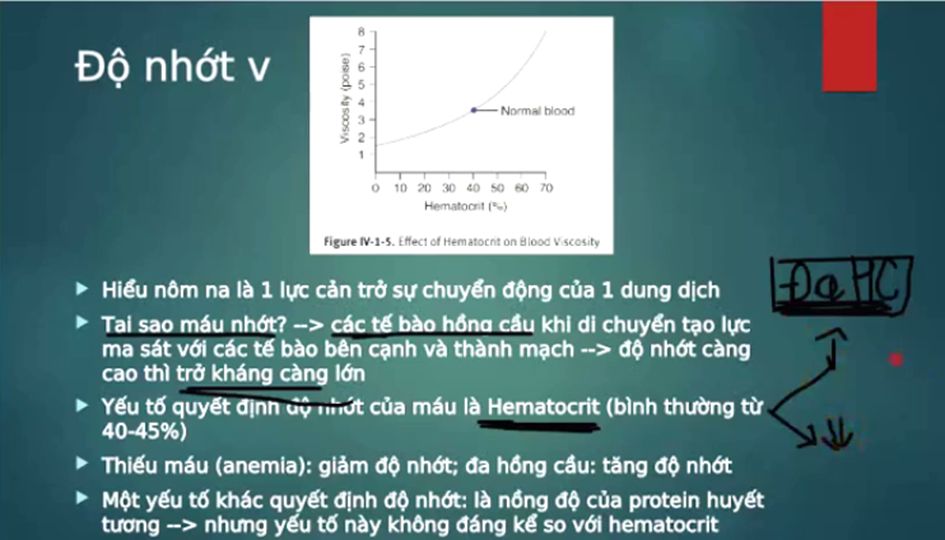 Độ nhớt v
8
7
6
5
4
3
2
1
Viscosity (poise)
Normal blood
0 10 20 30 40 50 60 70
Hematocrit (%)
Figure IV-1-5. Effect of Hematocrit on Blood Viscosity
Hiểu nôm na là 1 lực cản trở sự chuyển động của 1 dung dịch
Đa HC
Tại sao máu nhớt? --> các tế bào hồng cầu khi di chuyển tạo lực
ma sát với các tế bào bên cạnh và thành mạch --> độ nhớt càng
cao thì trở kháng càng lớn
Yếu tố quyết định độ nhớt của máu là Hematocrit (bình thường từ
40-45%)
Thiếu máu (anemia): giảm độ nhớt; đa hồng cầu: tăng độ nhớt
Một yếu tố khác quyết định độ nhớt: là nồng độ của protein huyết
tương --> nhưng yếu tố này không đáng kể so với hematocrit